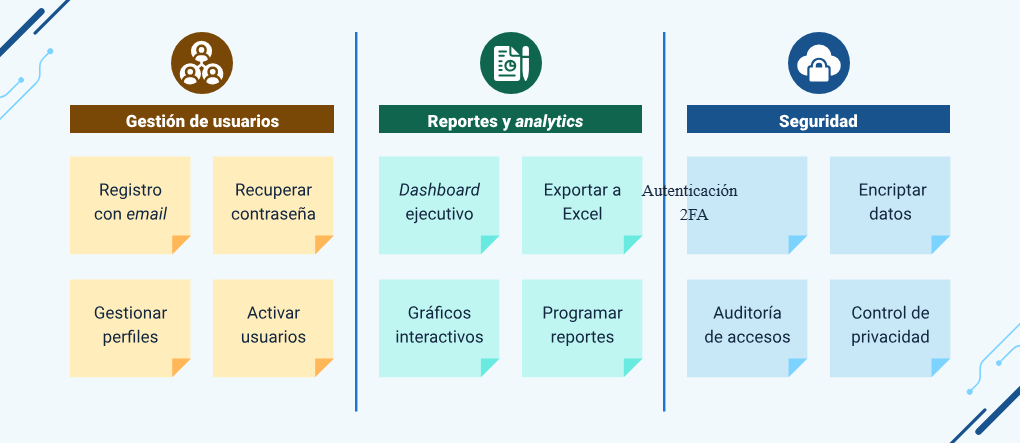 Gestión de usuarios
Registro
con email
Recuperar
contraseña
Gestionar
perfiles
Activar
usuarios
Reportes y analytics
Dashboard
ejecutivo
Exportar a
Excel
Gráficos
interactivos
Programar
reportes
Seguridad
Autenticación
2FA
Encriptar
datos
Auditoría
de accesos
Control de
privacidad